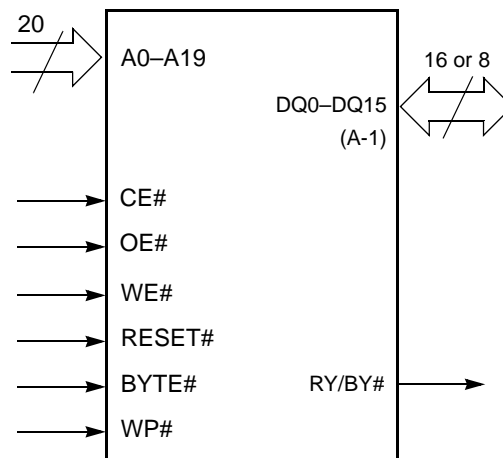 20
A0–A19
16 or 8
DQ0–DQ15
(A-1)
CE#
OE#
WE#
RESET#
BYTE#
RY/BY#
WP#